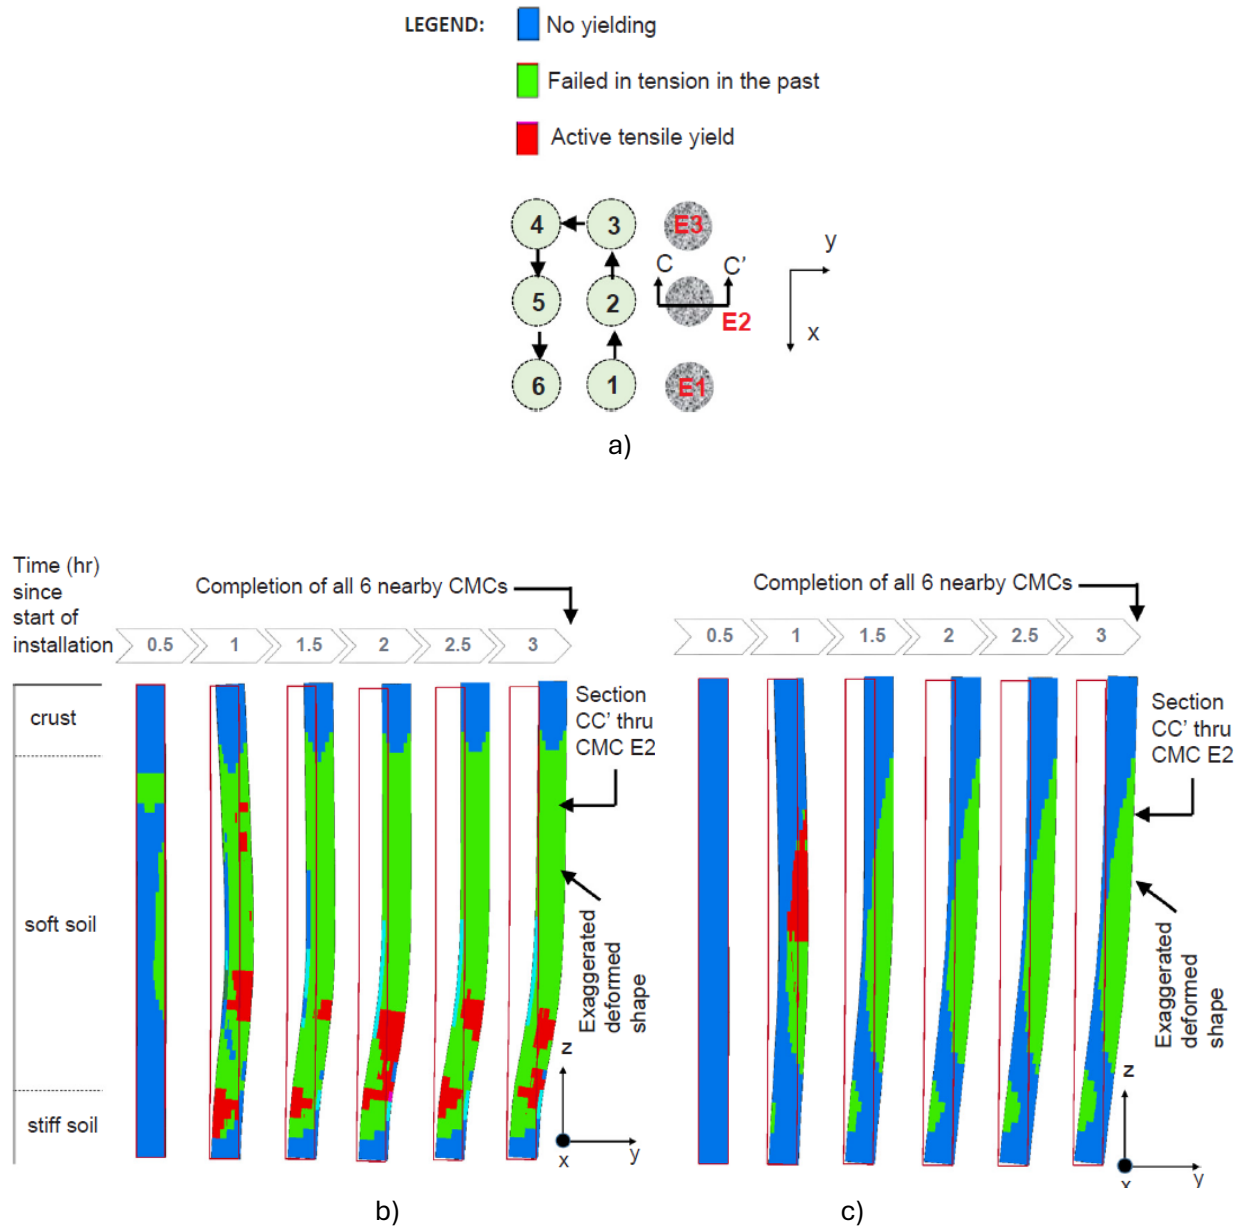 LEGEND:
No yielding
Failed in tension in the past
Active tensile yield
4
3
E3
C
C'
y
5
2
E2
x
6
1
E1
a)
Time (hr)
since
start of
installation
Completion of all 6 nearby CMCs
0.5
1
1.5
2
2.5
3
crust
soft soil
stiff soil
Section
CC' thru
CMC E2
Exaggerated
deformed
shape
z
x
y
b)
Completion of all 6 nearby CMCs
0.5
1
1.5
2
2.5
3
Section
CC' thru
CMC E2
Exaggerated
deformed
shape
z
x
y
c)